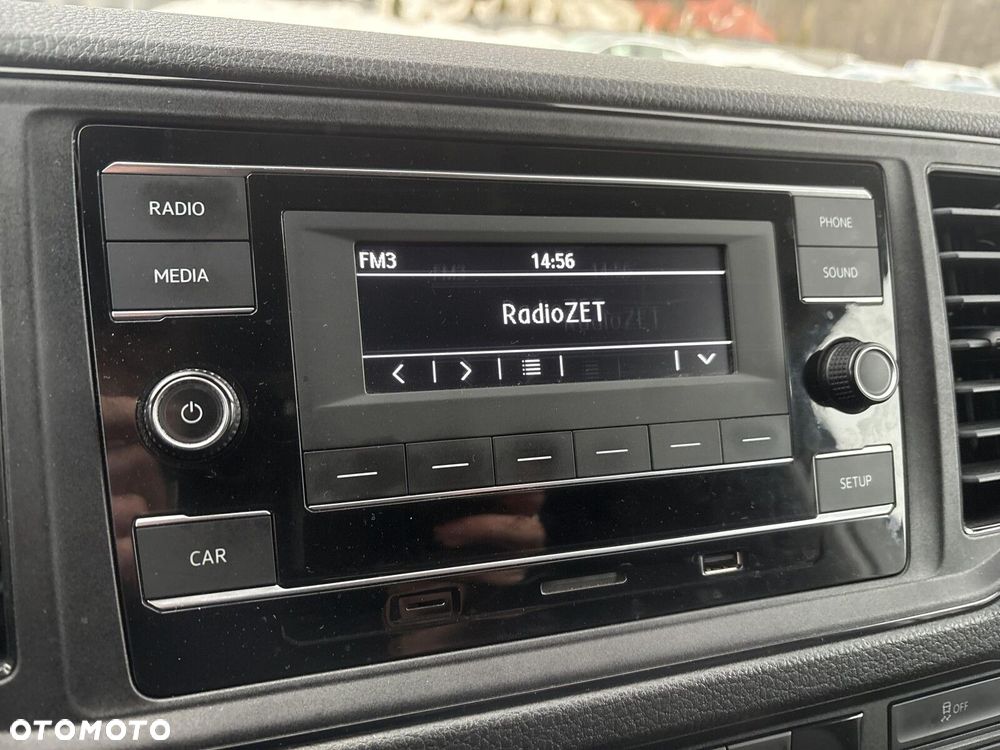 RADIO
PHONE
MEDIA
SOUND
FM3 14:56
RadioZET
SETUP
CAR
OFF
OTOMOTO